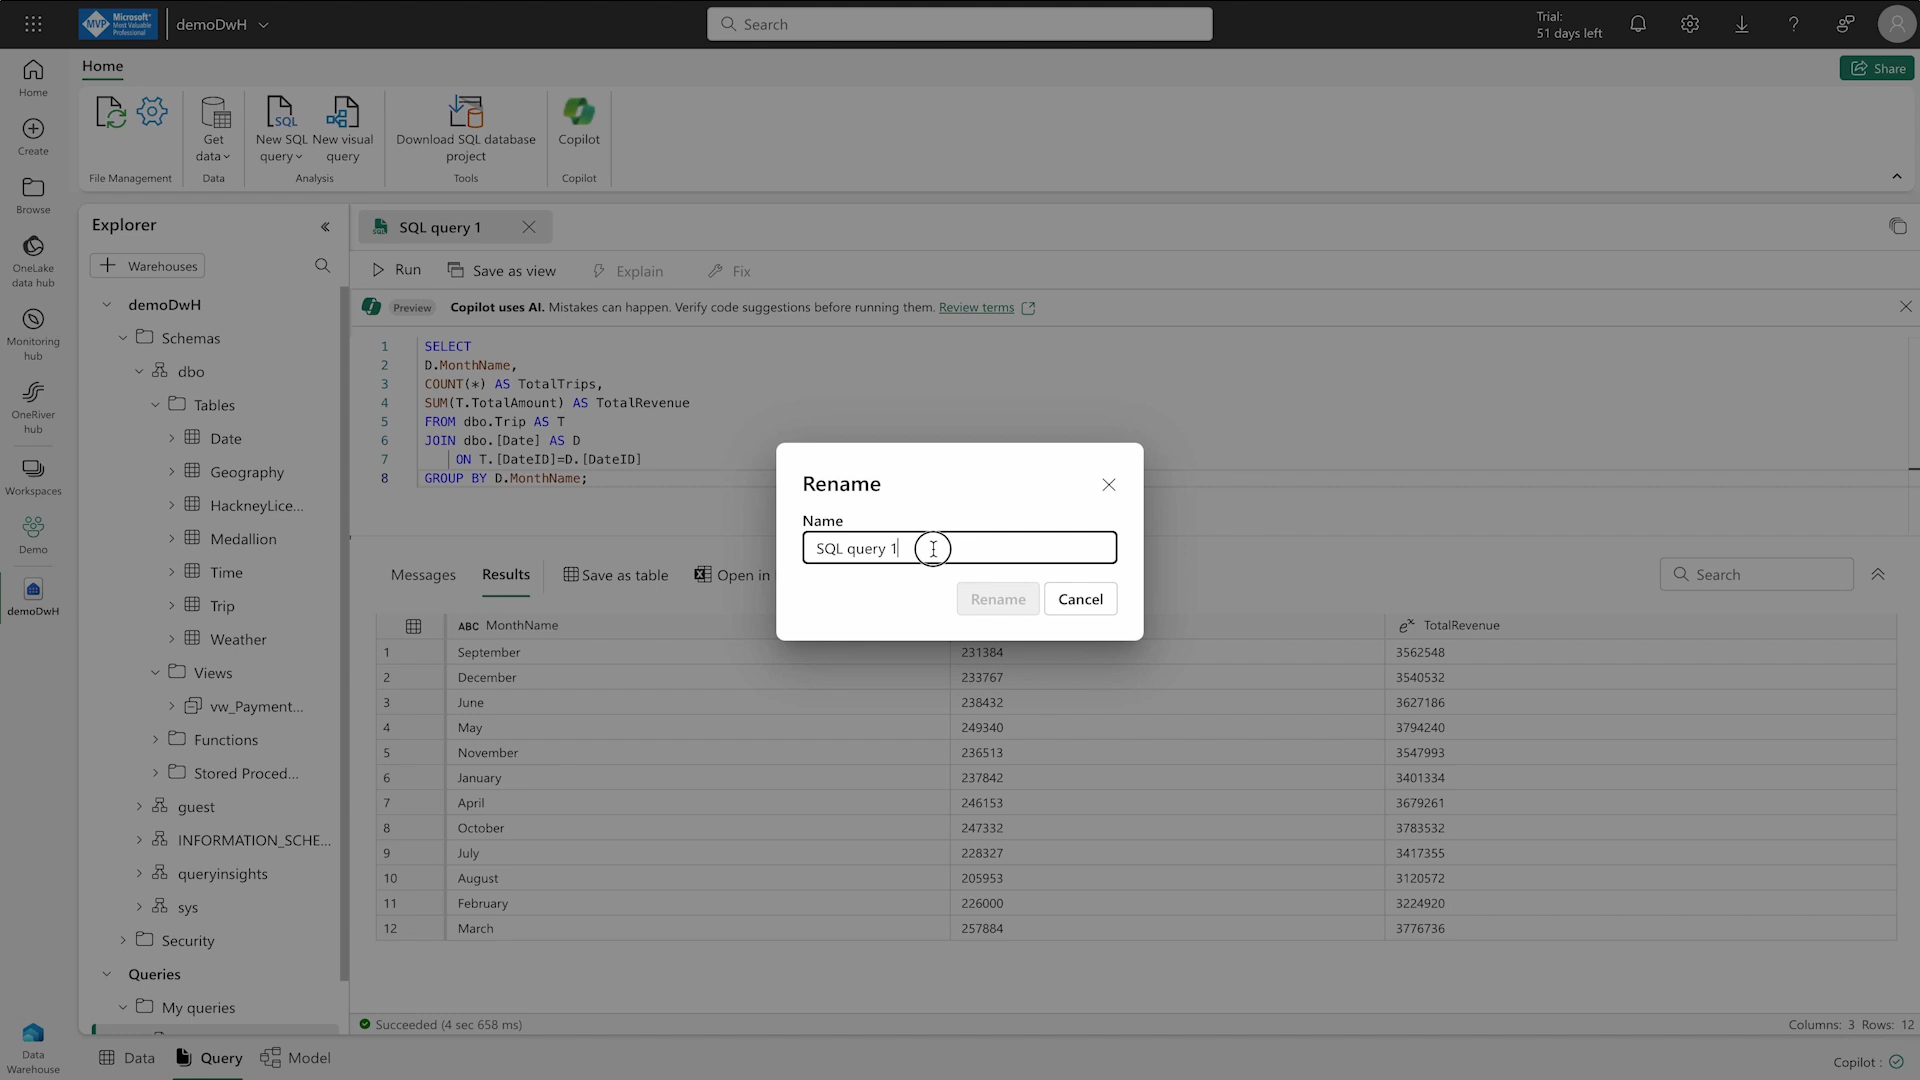 MVP Microsoft® Most Valuable Professional
demoDwH
Search
Trial:
51 days left
Home
Share
Get data
New SQL query
New visual query
Download SQL database project
Copilot
File Management
Data
Analysis
Tools
Copilot
Home
Create
Browse
OneLake data hub
Monitoring hub
OneRiver hub
Workspaces
Demo
demoDwH
Data Warehouse
Explorer
Warehouses
demoDwH
Schemas
dbo
Tables
Date
Geography
HackneyLice...
Medallion
Time
Trip
Weather
Views
vw_Payment...
Functions
Stored Proced...
guest
INFORMATION_SCHE...
queryinsights
sys
Security
Queries
My queries
SQL query 1
Run
Save as view
Explain
Fix
Preview
Copilot uses AI. Mistakes can happen. Verify code suggestions before running them. Review terms
1 SELECT
2 D.MonthName,
3 COUNT(*) AS TotalTrips,
4 SUM(T.TotalAmount) AS TotalRevenue
5 FROM dbo.Trip AS T
6 JOIN dbo.[Date] AS D
7 ON T.[DateID]=D.[DateID]
8 GROUP BY D.MonthName;
Rename
Name
SQL query 1
Rename
Cancel
Messages
Results
Save as table
Open in
Search
ABC MonthName
TotalRevenue
1 September 231384 3562548
2 December 233767 3540532
3 June 238432 3627186
4 May 249340 3794240
5 November 236513 3547993
6 January 237842 3401334
7 April 246153 3679261
8 October 247332 3783532
9 July 228327 3417355
10 August 205953 3120572
11 February 226000 3224920
12 March 257884 3776736
Succeeded (4 sec 658 ms)
Columns: 3 Rows: 12
Data
Query
Model
Copilot :